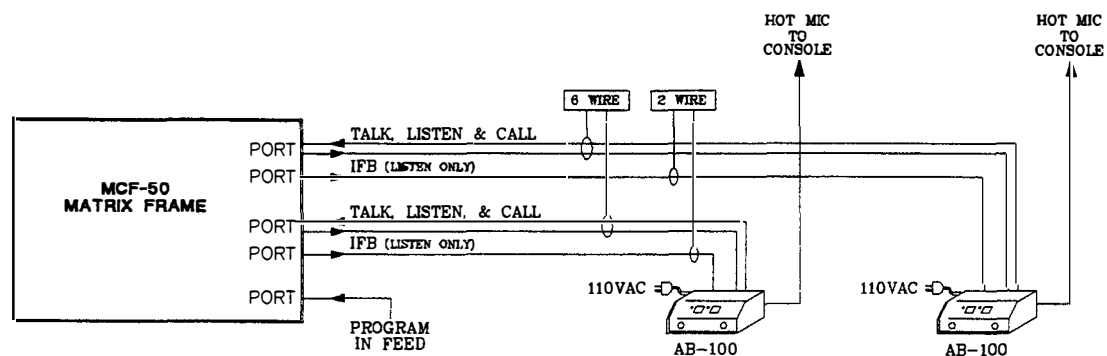 HOT MIC
TO
CONSOLE
HOT MIC
TO
CONSOLE
6 WIRE
2 WIRE
TALK, LISTEN & CALL
PORT
IFB (LISTEN ONLY)
PORT
MCF-50
MATRIX FRAME
TALK, LISTEN, & CALL
PORT
IFB (LISTEN ONLY)
PORT
110VAC
110VAC
PORT
PROGRAM
IN FEED
AB-100
AB-100